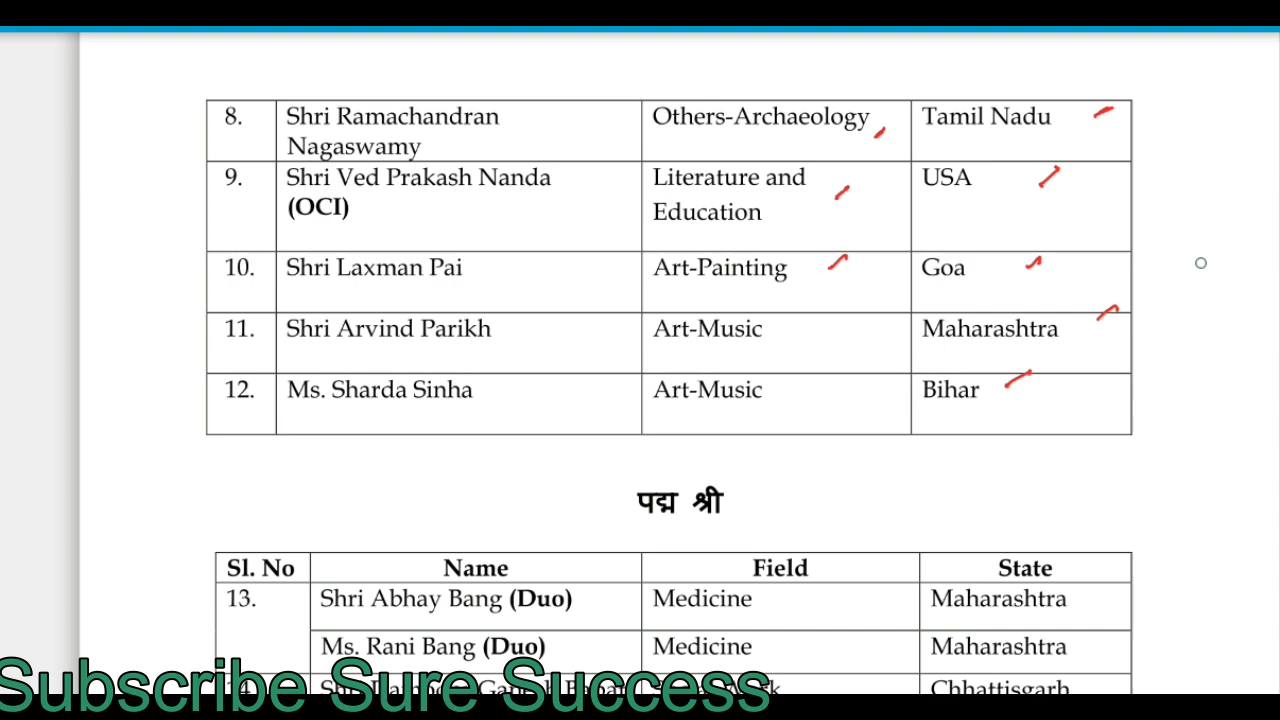 8. Shri Ramachandran Others-Archaeology Tamil Nadu
Nagaswamy
9. Shri Ved Prakash Nanda Literature and USA
(OCI) Education
10. Shri Laxman Pai Art-Painting Goa
11. Shri Arvind Parikh Art-Music Maharashtra
12. Ms. Sharda Sinha Art-Music Bihar
पद्म श्री
Sl. No Name Field State
13. Shri Abhay Bang (Duo) Medicine Maharashtra
Ms. Rani Bang (Duo) Medicine Maharashtra
Chhattisgarh
Subscribe Sure Success